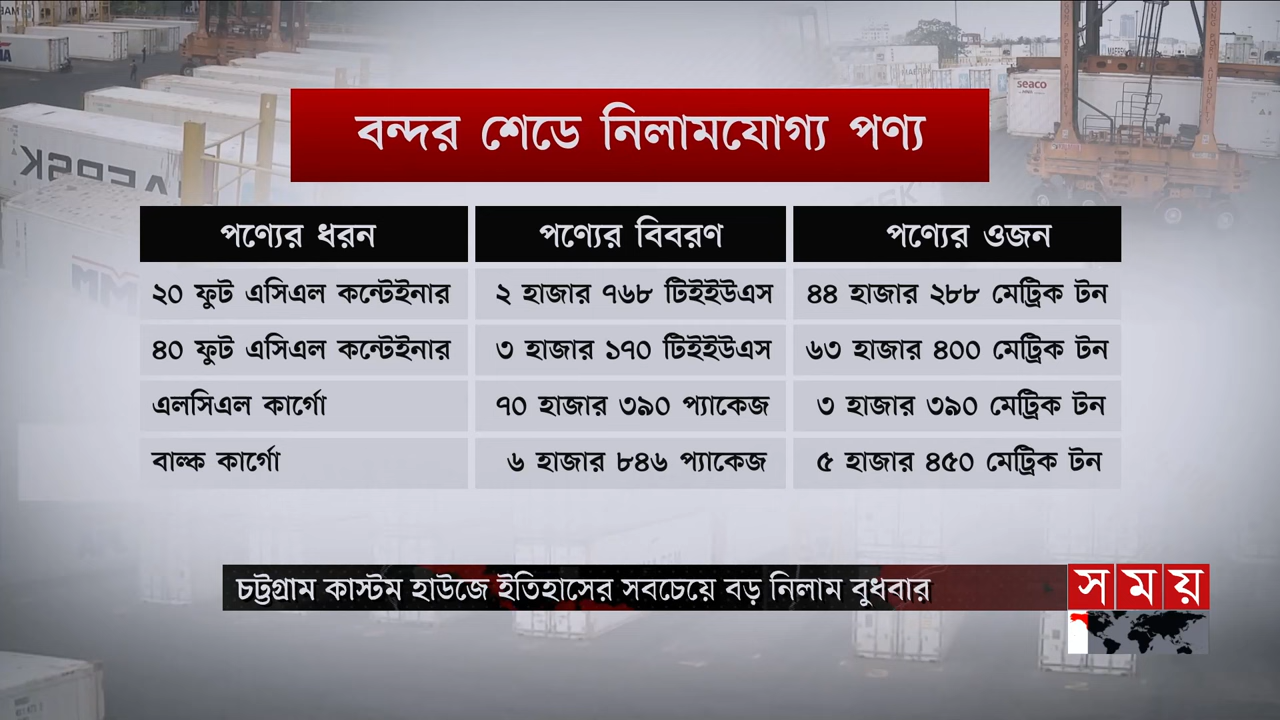 বন্দর শেডে নিলামযোগ্য পণ্য
পণ্যের ধরন পণ্যের বিবরণ পণ্যের ওজন
২০ ফুট এসিএল কন্টেইনার ২ হাজার ৭৬৮ টিইইউএস ৪৪ হাজার ২৮৮ মেট্রিক টন
৪০ ফুট এসিএল কন্টেইনার ৩ হাজার ১৭০ টিইইউএস ৬৩ হাজার ৪০০ মেট্রিক টন
এলসিএল কার্গো ৭০ হাজার ৩৯০ প্যাকেজ ৩ হাজার ৩৯০ মেট্রিক টন
বাল্ক কার্গো ৬ হাজার ৮৪৬ প্যাকেজ ৫ হাজার ৪৫০ মেট্রিক টন
চট্টগ্রাম কাস্টম হাউজে ইতিহাসের সবচেয়ে বড় নিলাম বুধবার
সময়
seaco
MAERSK